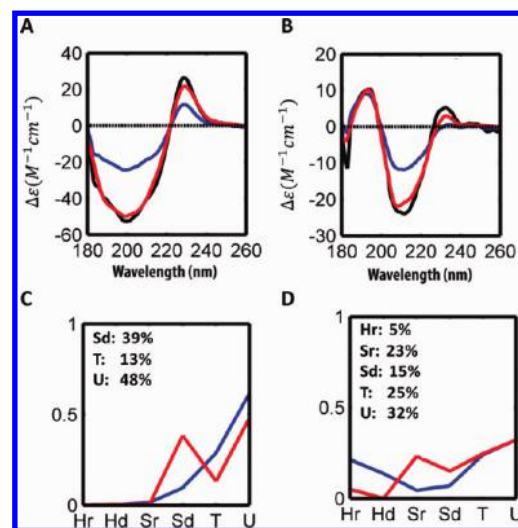 A
B
40
20
0
-20
-40
-60
180 200 220 240 260
Δε(M⁻¹cm⁻¹)
Wavelength (nm)
20
10
0
-10
-20
-30
180 200 220 240 260
Δε(M⁻¹cm⁻¹)
Wavelength (nm)
C
D
1
0.5
0
Sd: 39%
T: 13%
U: 48%
Hr Hd Sr Sd T U
1
0.5
0
Hr: 5%
Sr: 23%
Sd: 15%
T: 25%
U: 32%
Hr Hd Sr Sd T U